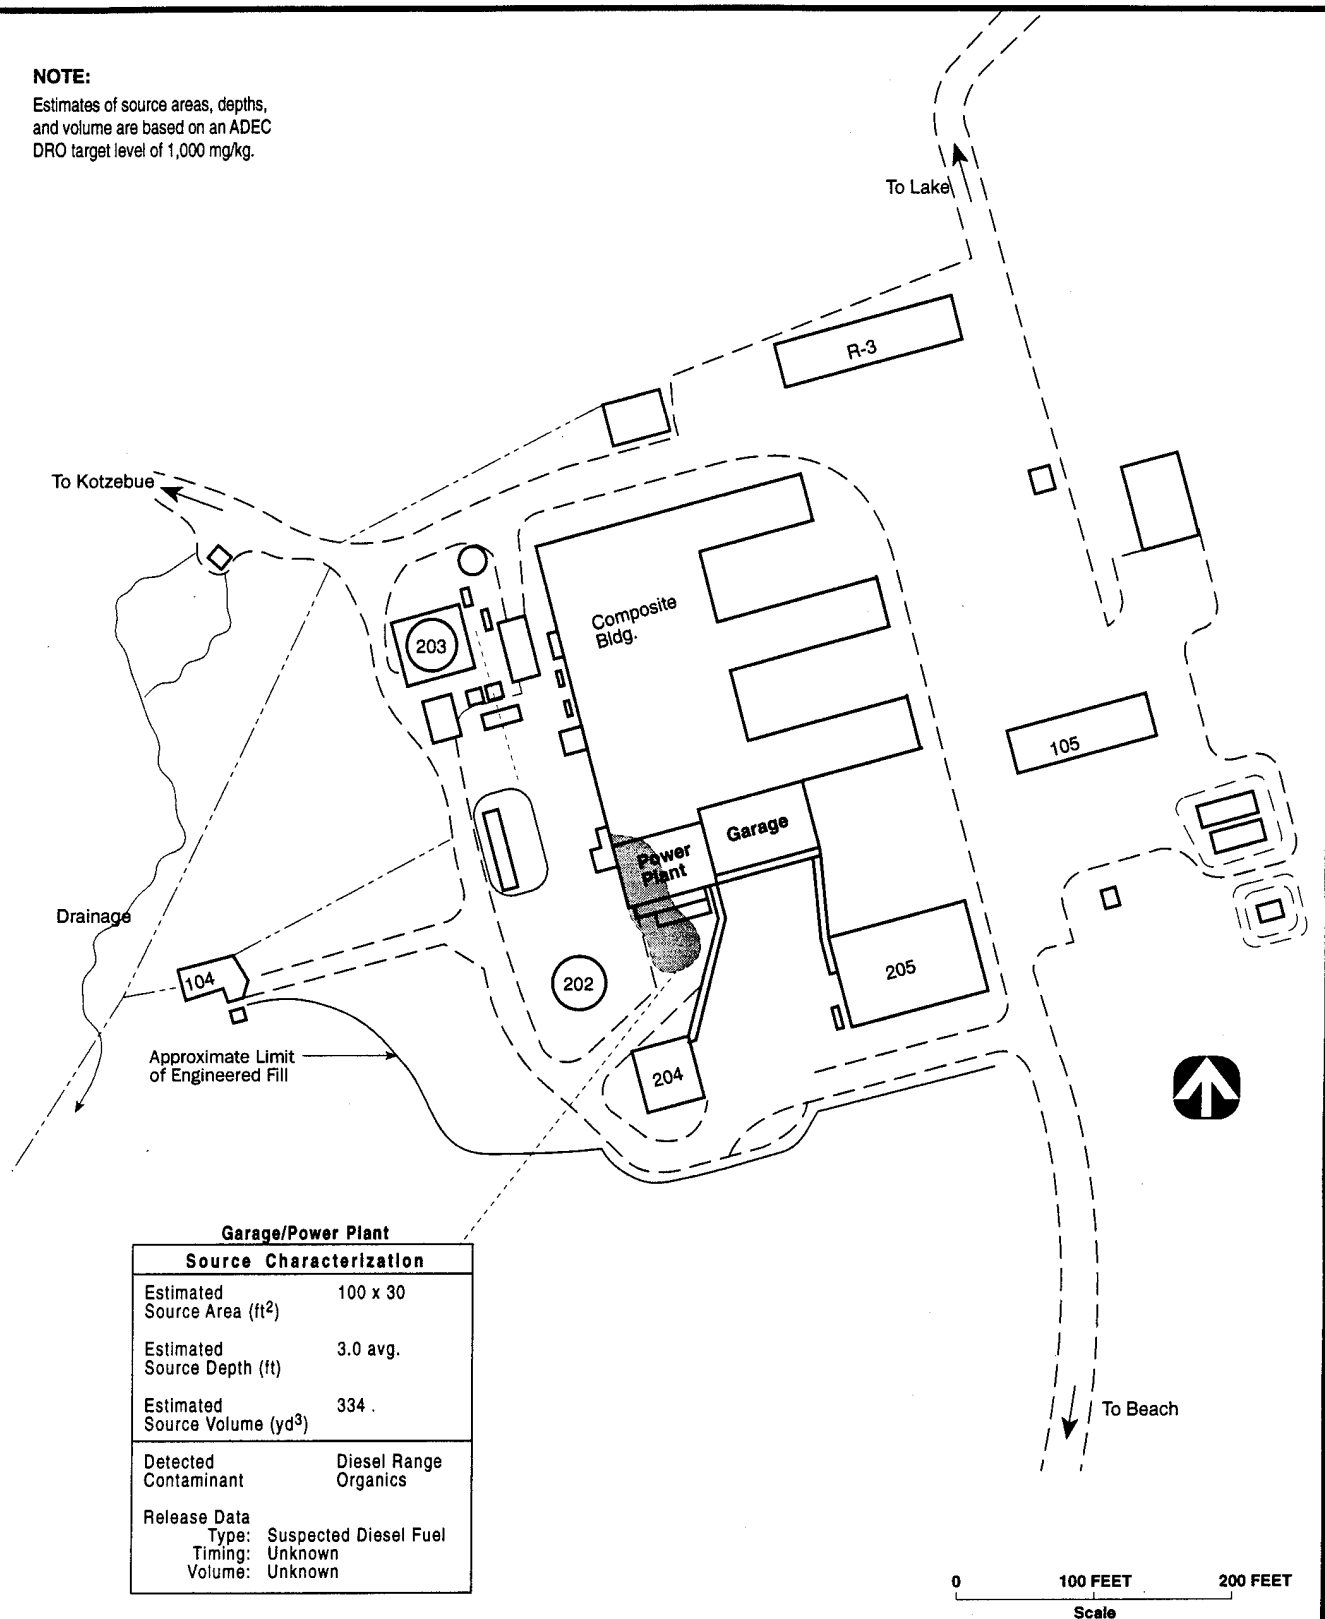 NOTE:
Estimates of source areas, depths,
and volume are based on an ADEC
DRO target level of 1,000 mg/kg.
To Lake
R-3
To Kotzebue
Composite
Bldg.
203
105
Garage
Power
Plant
Drainage
104
202
205
Approximate Limit
of Engineered Fill
204
Garage/Power Plant
Source Characterization
Estimated 100 x 30
Source Area (ft²)
Estimated 3.0 avg.
Source Depth (ft)
Estimated 334 .
Source Volume (yd³)
Detected Diesel Range
Contaminant Organics
Release Data
Type: Suspected Diesel Fuel
Timing: Unknown
Volume: Unknown
To Beach
0 100 FEET 200 FEET
Scale